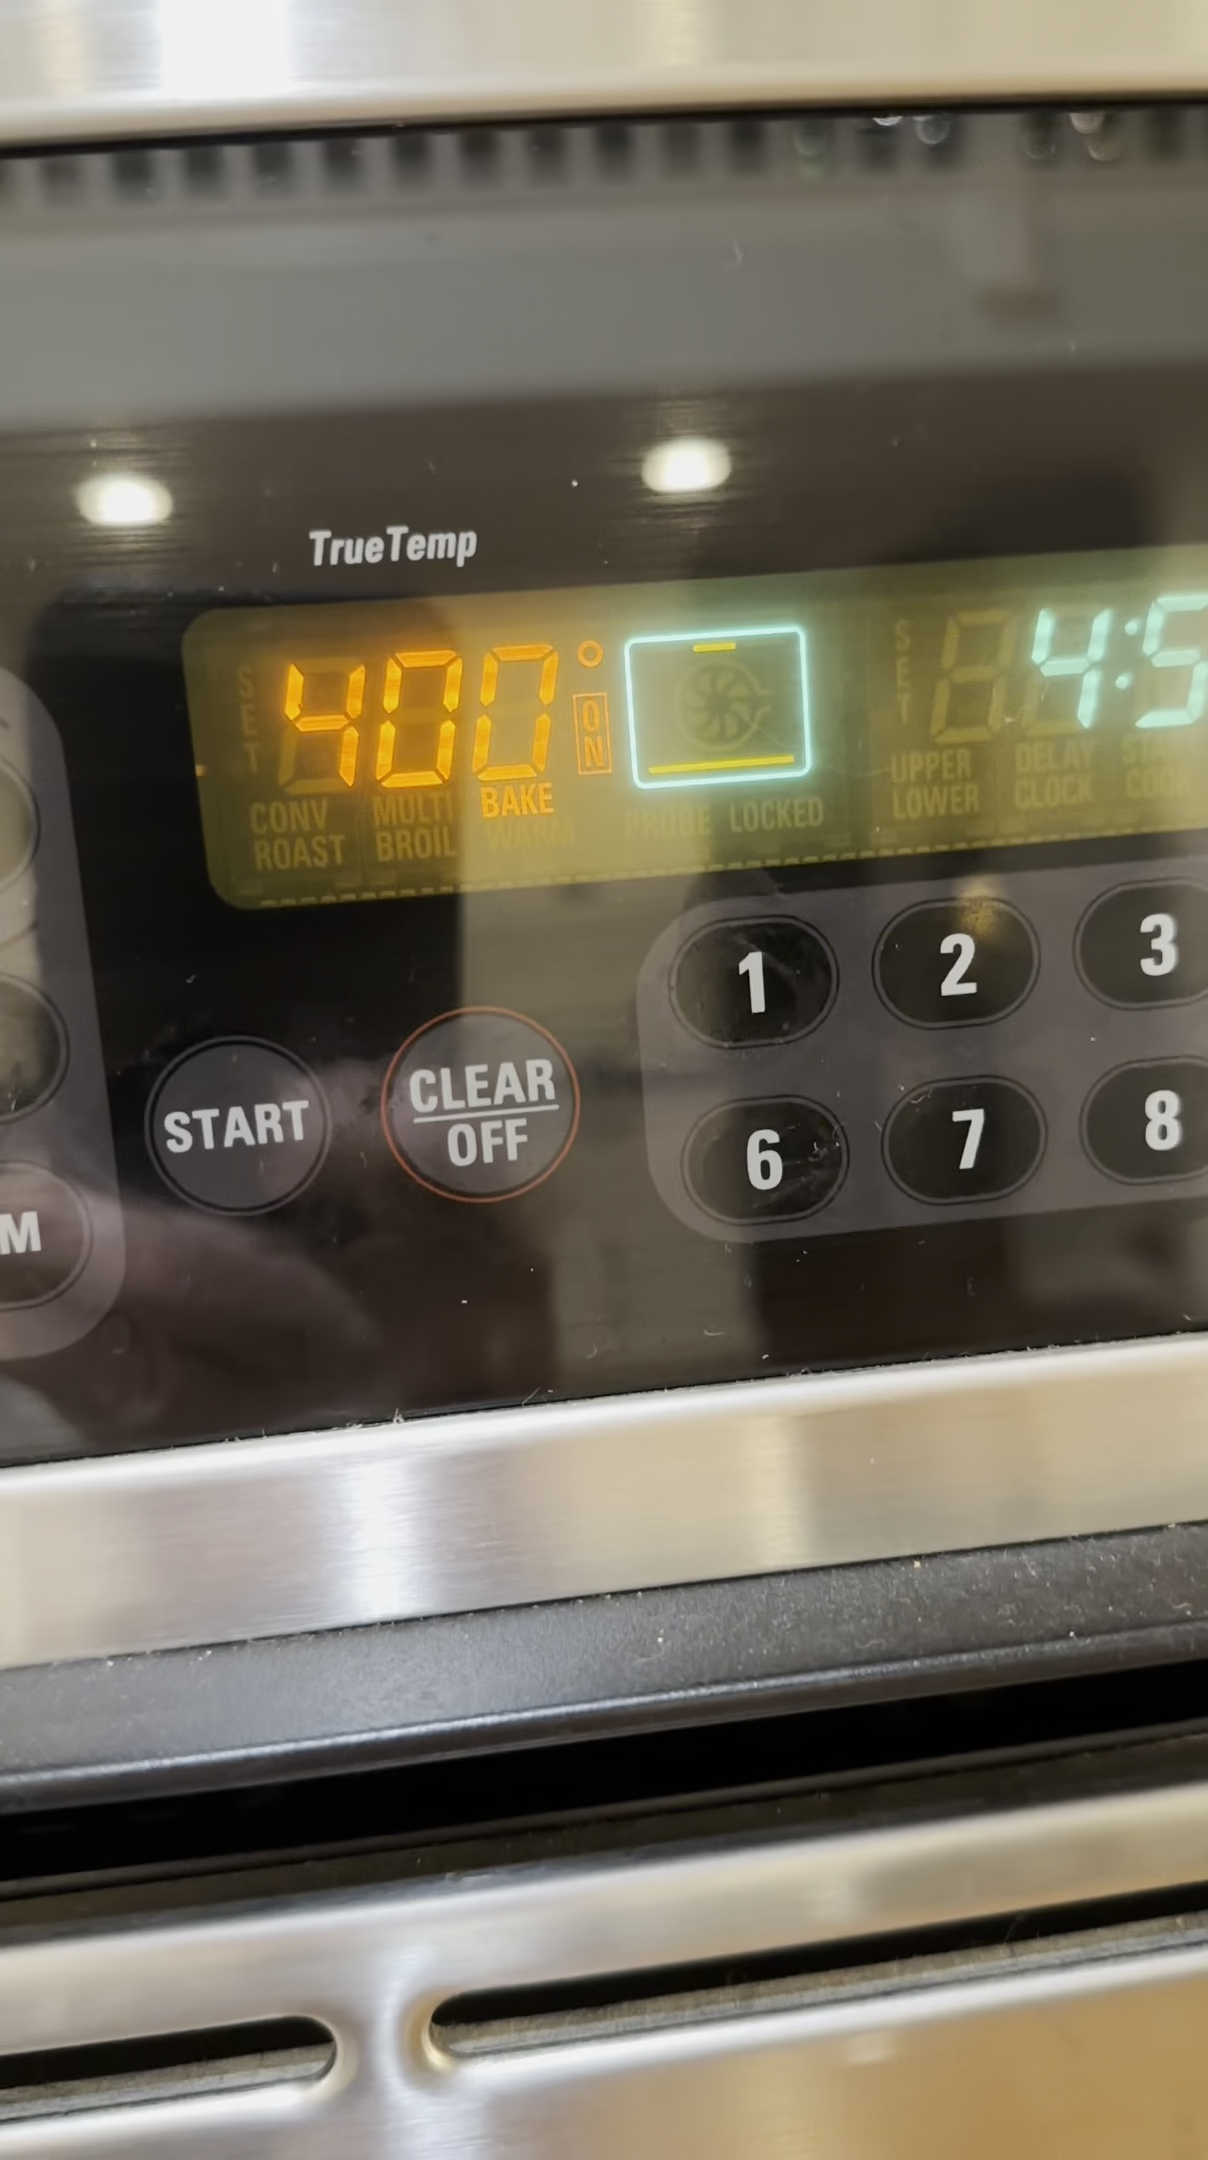 TrueTemp
400° ON
4:5
SET
SET
BAKE
CONV MULTI
ROAST BROIL WARM
PROBE LOCKED
UPPER DELAY
LOWER CLOCK
START
CLEAR
OFF
1 2 3
6 7 8
M